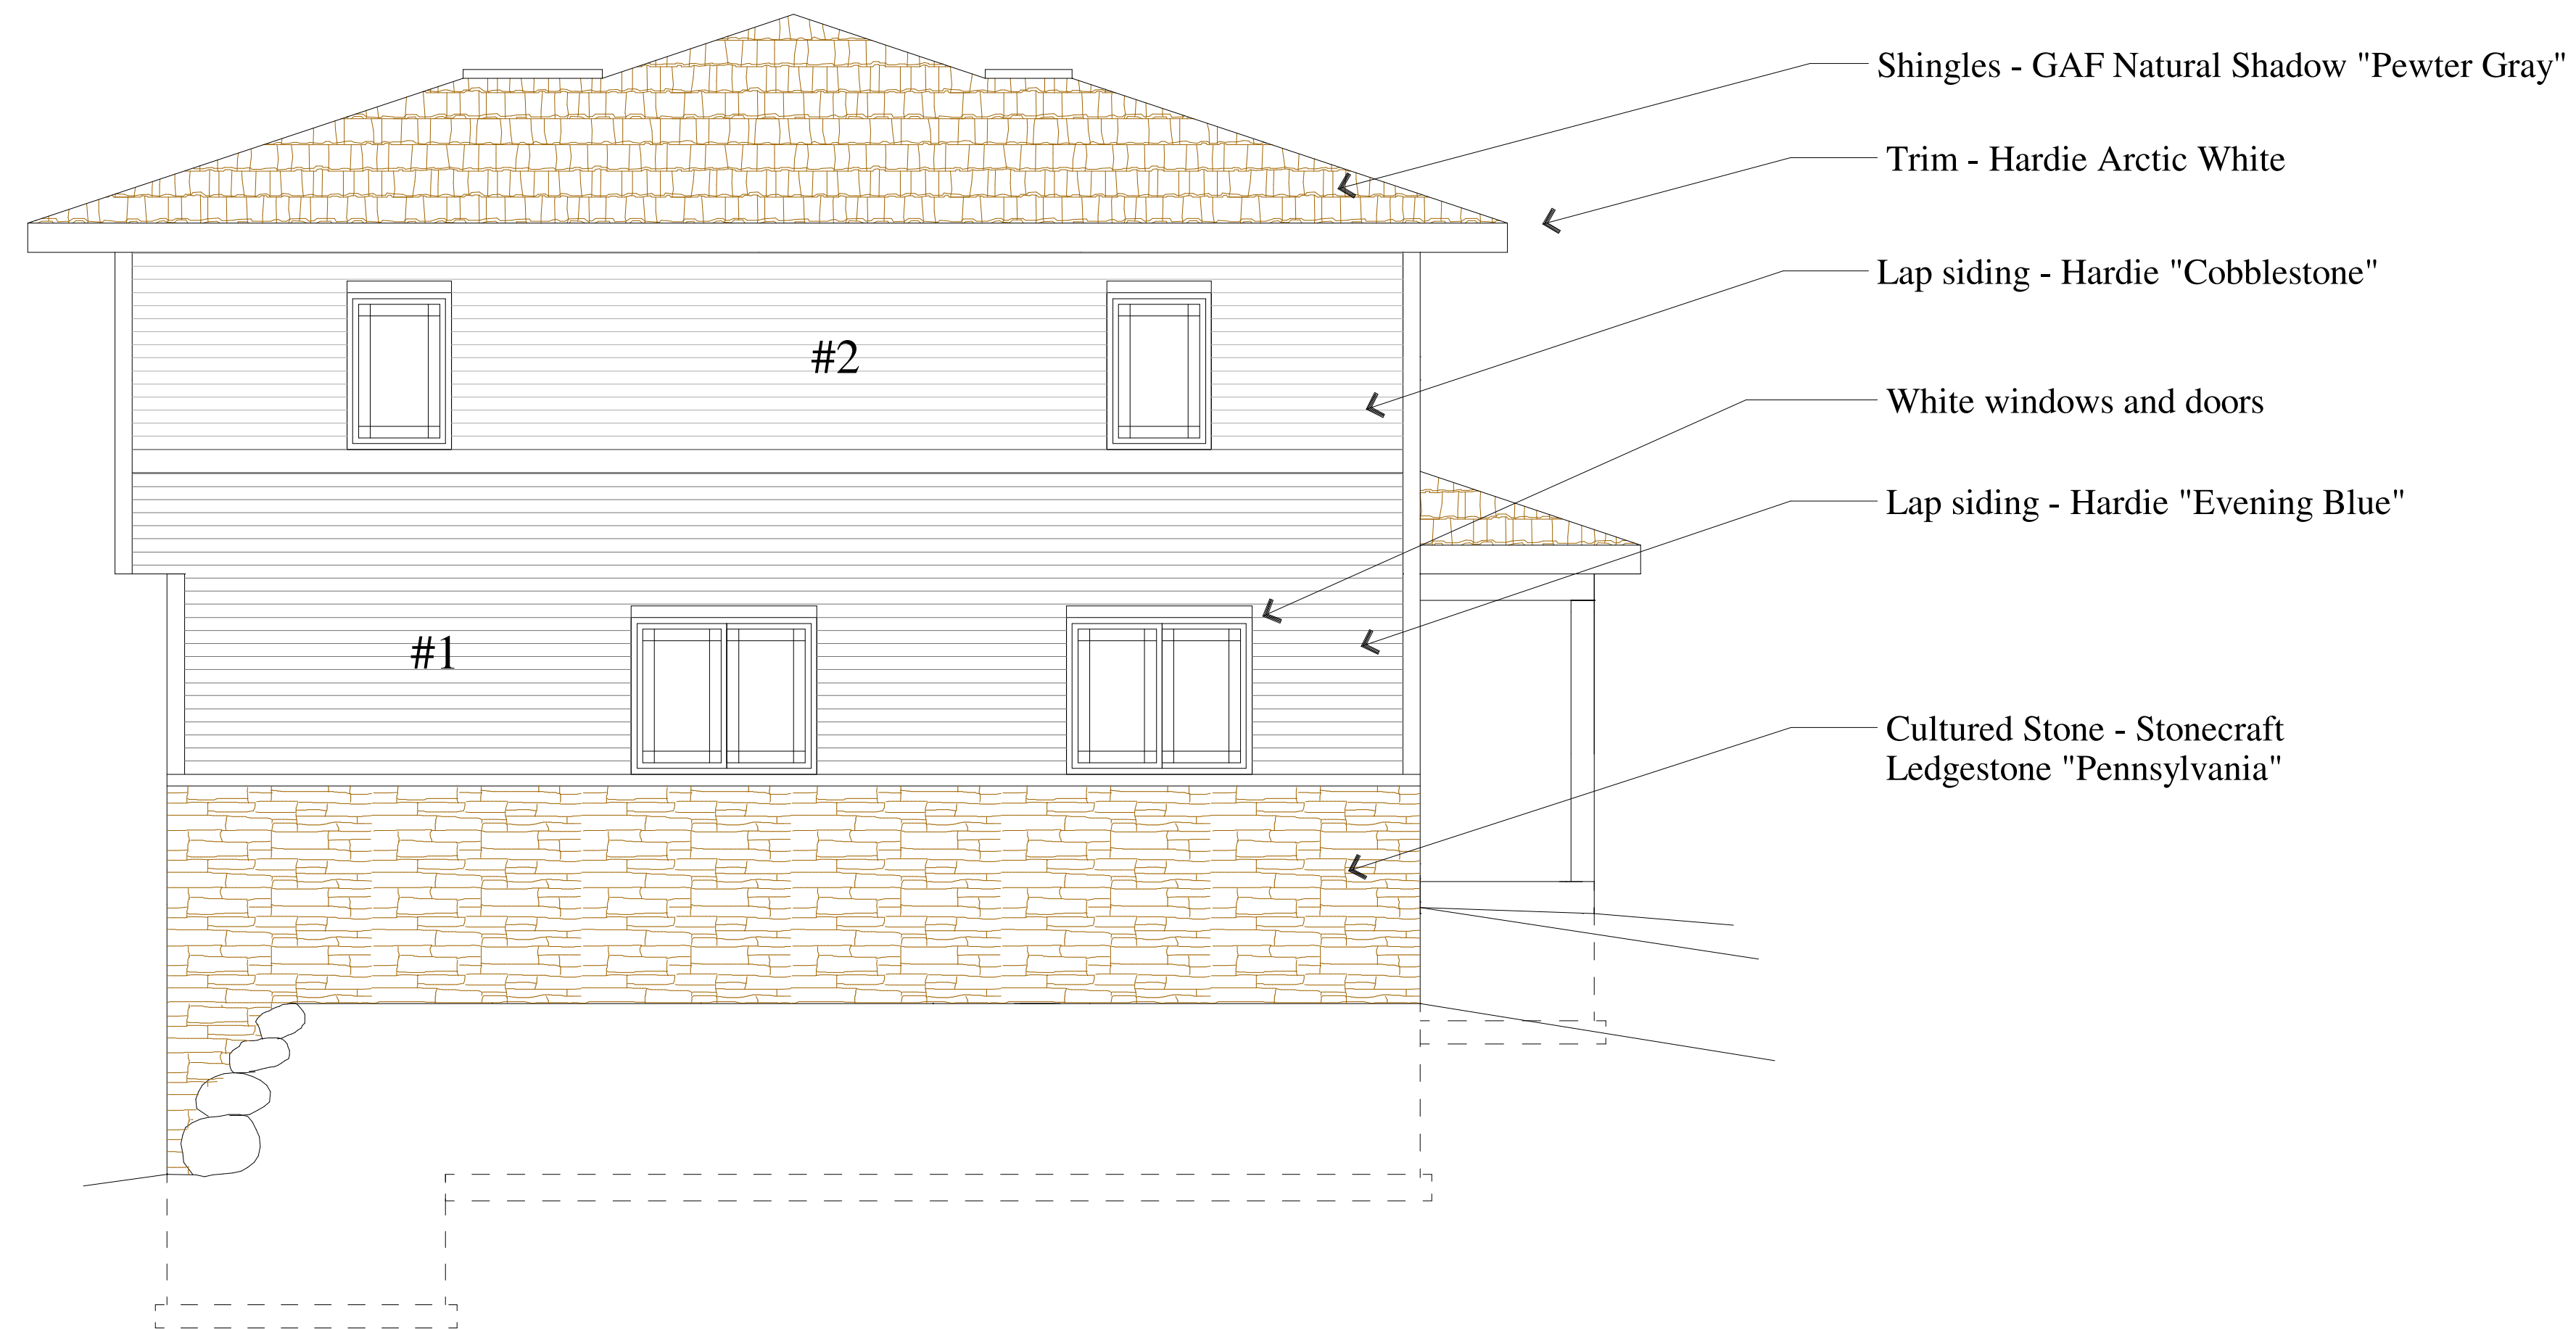 Shingles - GAF Natural Shadow "Pewter Gray"
Trim - Hardie Arctic White
Lap siding - Hardie "Cobblestone"
#2
White windows and doors
Lap siding - Hardie "Evening Blue"
#1
Cultured Stone - Stonecraft
Ledgestone "Pennsylvania"